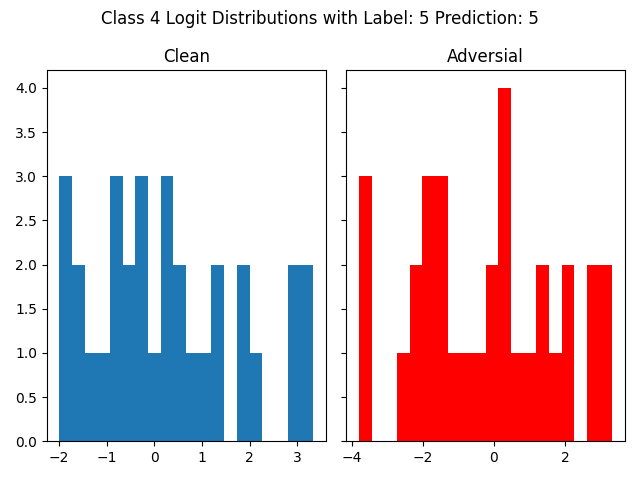 Class 4 Logit Distributions with Label: 5 Prediction: 5
Clean
Adversial
4.0
3.5
3.0
2.5
2.0
1.5
1.0
0.5
0.0
−2 −1 0 1 2 3
−4 −2 0 2